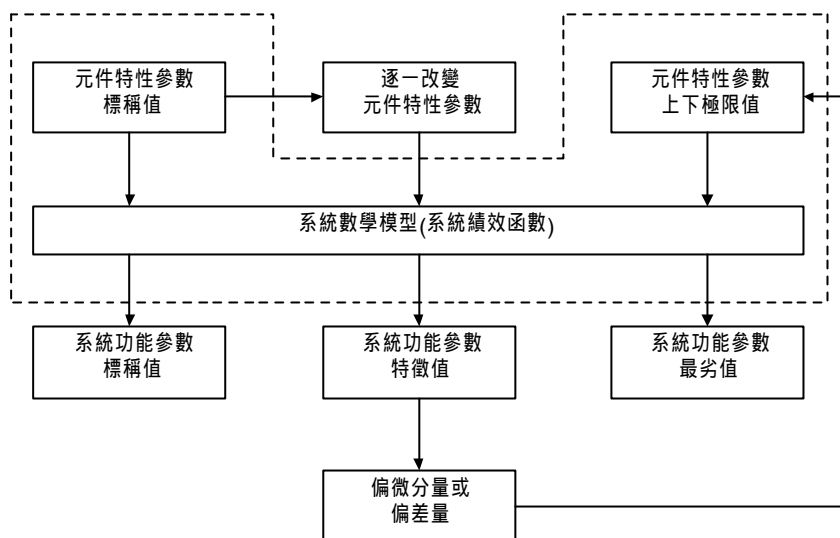 元件特性參數
標稱值
逐一改變
元件特性參數
元件特性參數
上下極限值
系統數學模型(系統績效函數)
系統功能參數
標稱值
系統功能參數
特徵值
系統功能參數
最劣值
偏微分量或
偏差量